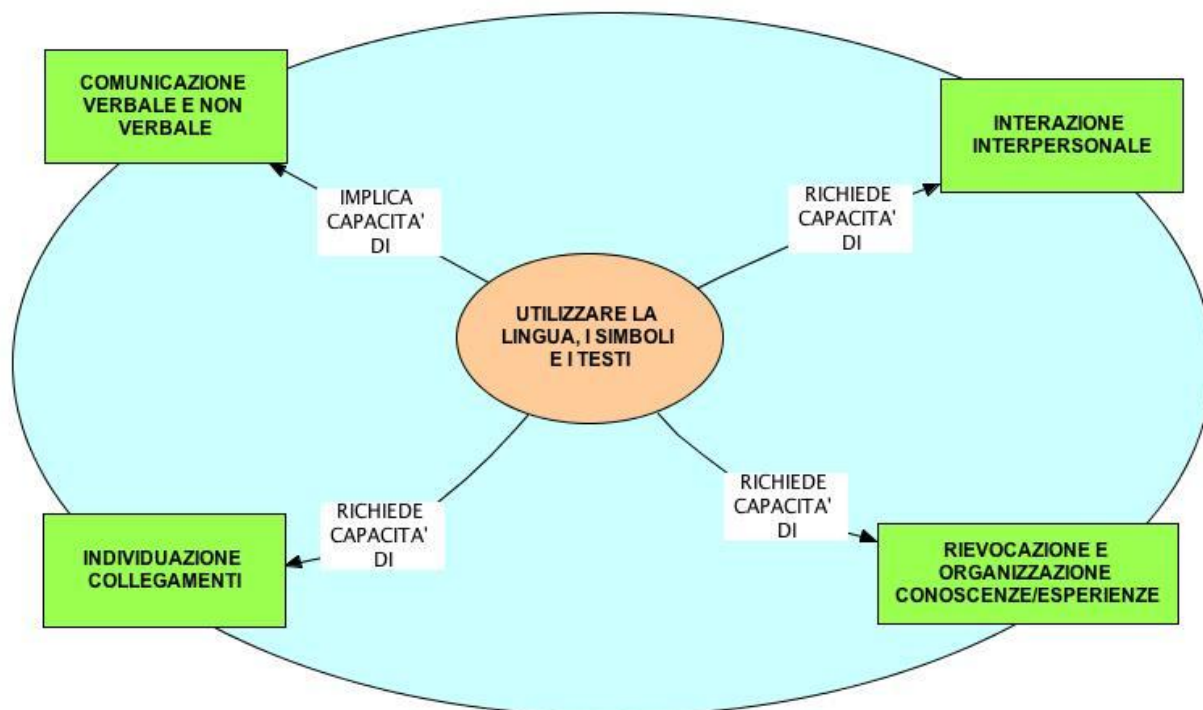 COMUNICAZIONE
VERBALE E NON
VERBALE
INTERAZIONE
INTERPERSONALE
IMPLICA
CAPACITA'
DI
RICHIEDE
CAPACITA'
DI
UTILIZZARE LA
LINGUA, I SIMBOLI
E I TESTI
RICHIEDE
CAPACITA'
DI
RICHIEDE
CAPACITA'
DI
INDIVIDUAZIONE
COLLEGAMENTI
RIEVOCAZIONE E
ORGANIZZAZIONE
CONOSCENZE/ESPERIENZE